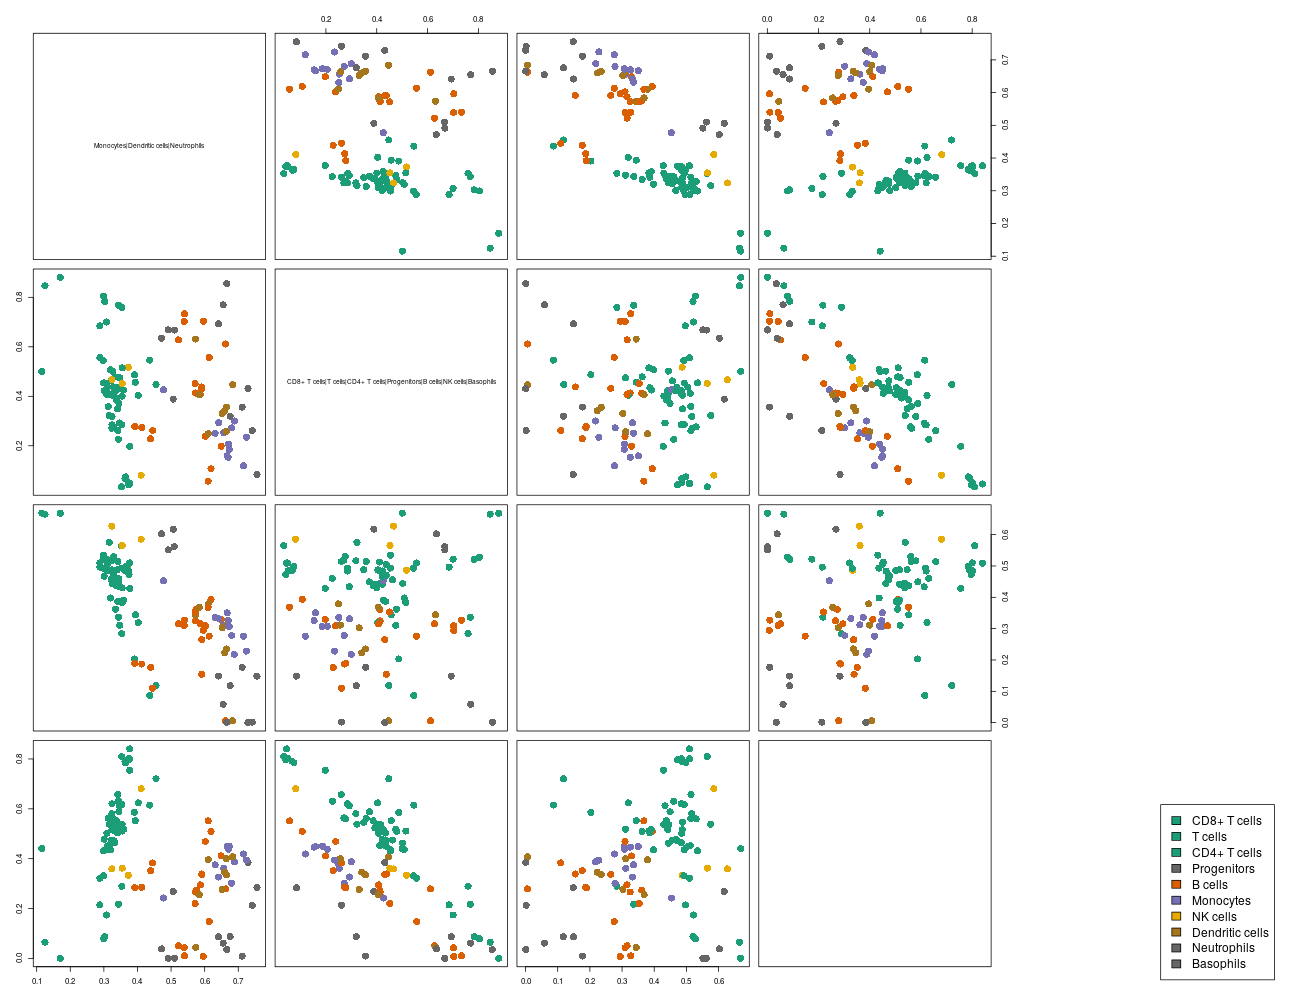 0.2 0.4 0.6 0.8
0.0 0.2 0.4 0.6 0.8
Monocytes|Dendritic cells|Neutrophils
0.1 0.2 0.3 0.4 0.5 0.6 0.7
0.2 0.4 0.6 0.8
CD8+ T cells|T cells|CD4+ T cells|Progenitors|B cells|NK cells|Basophils
0.0 0.1 0.2 0.3 0.4 0.5 0.6
0.0 0.2 0.4 0.6 0.8
0.1 0.2 0.3 0.4 0.5 0.6 0.7
0.0 0.1 0.2 0.3 0.4 0.5 0.6
CD8+ T cells
T cells
CD4+ T cells
Progenitors
B cells
Monocytes
NK cells
Dendritic cells
Neutrophils
Basophils